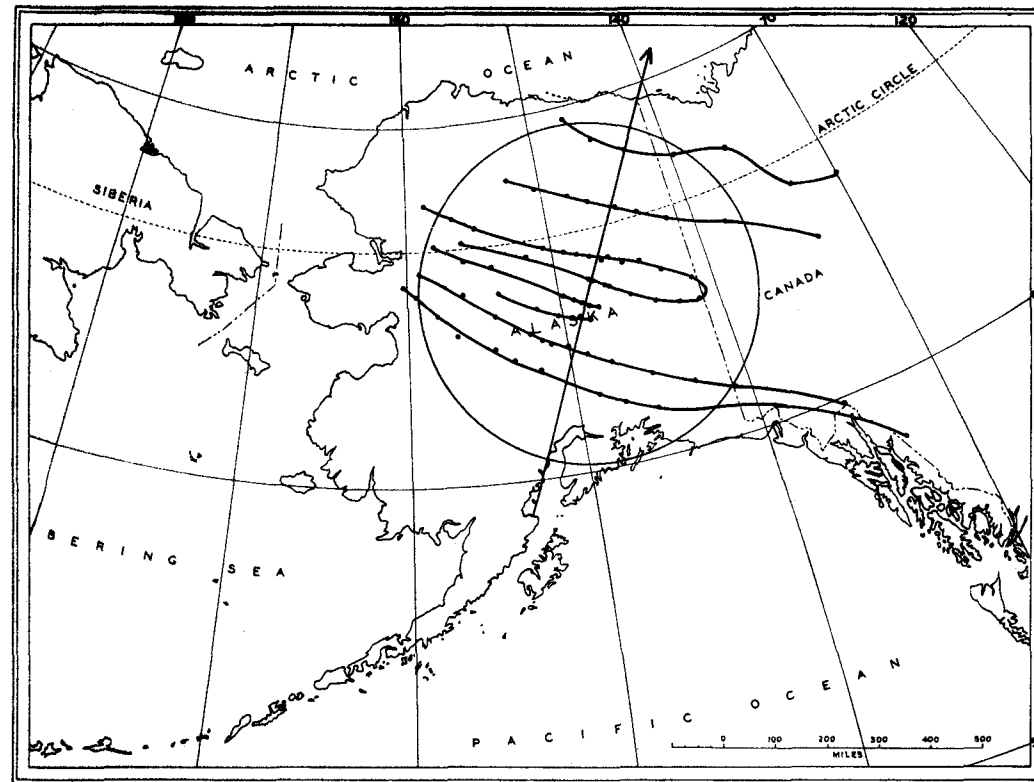 160
140
120
ARCTIC OCEAN
ARCTIC CIRCLE
SIBERIA
CANADA
ALASKA
BERING SEA
PACIFIC OCEAN
0 100 200 300 400 500
MILES